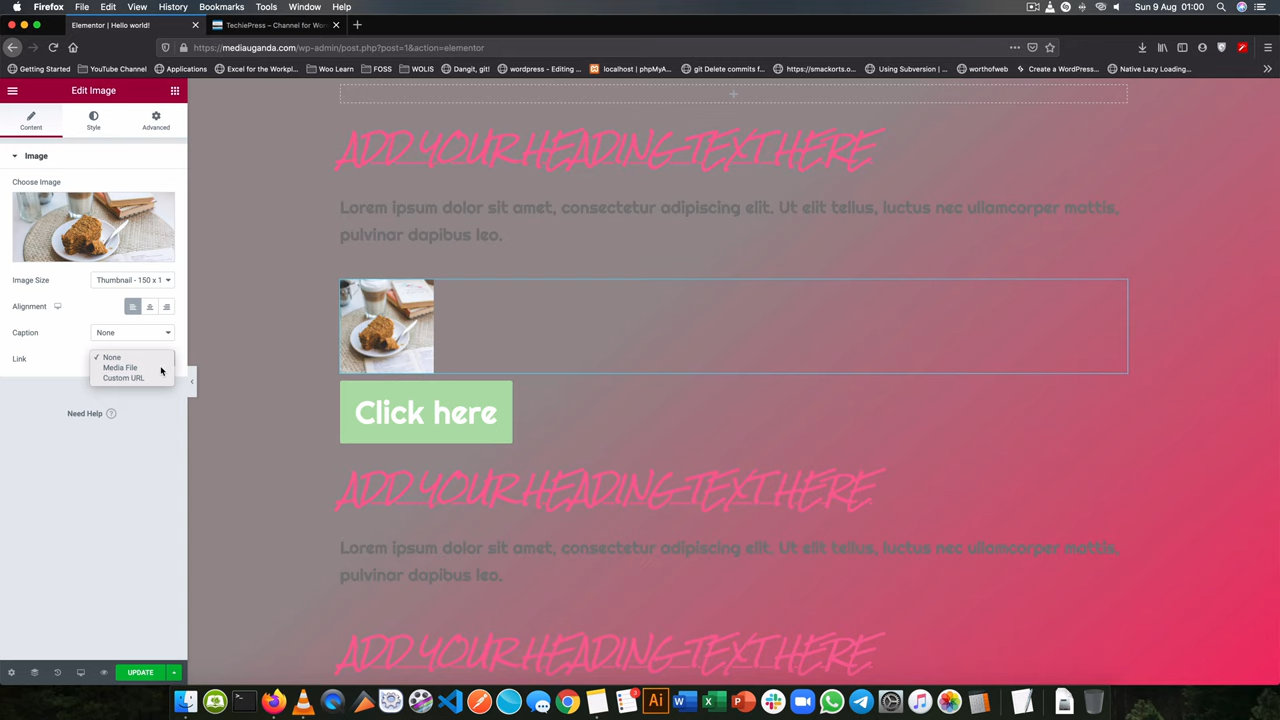 Firefox File Edit View History Bookmarks Tools Window Help
Sun 9 Aug 01:00
Elementor | Hello world!
TechiePress – Channel for Wor
https://mediauganda.com/wp-admin/post.php?post=1&action=elementor
Getting Started YouTube Channel Applications Excel for the Workpl... Woo Learn FOSS WOLIS Dangit, git! wordpress - Editing ... localhost | phpMyA... git Delete commits f... https://smackorts.o... Using Subversion | ... worthofweb Create a WordPress... Native Lazy Loading...
Edit Image
Content Style Advanced
Image
Choose Image
Image Size Thumbnail - 150 x 1
Alignment
Caption None
Link
✓ None
Media File
Custom URL
Need Help ?
UPDATE
ADD YOUR HEADING TEXT HERE
Lorem ipsum dolor sit amet, consectetur adipiscing elit. Ut elit tellus, luctus nec ullamcorper mattis,
pulvinar dapibus leo.
Click here
ADD YOUR HEADING TEXT HERE
Lorem ipsum dolor sit amet, consectetur adipiscing elit. Ut elit tellus, luctus nec ullamcorper mattis,
pulvinar dapibus leo.
ADD YOUR HEADING TEXT HERE
3
Ai